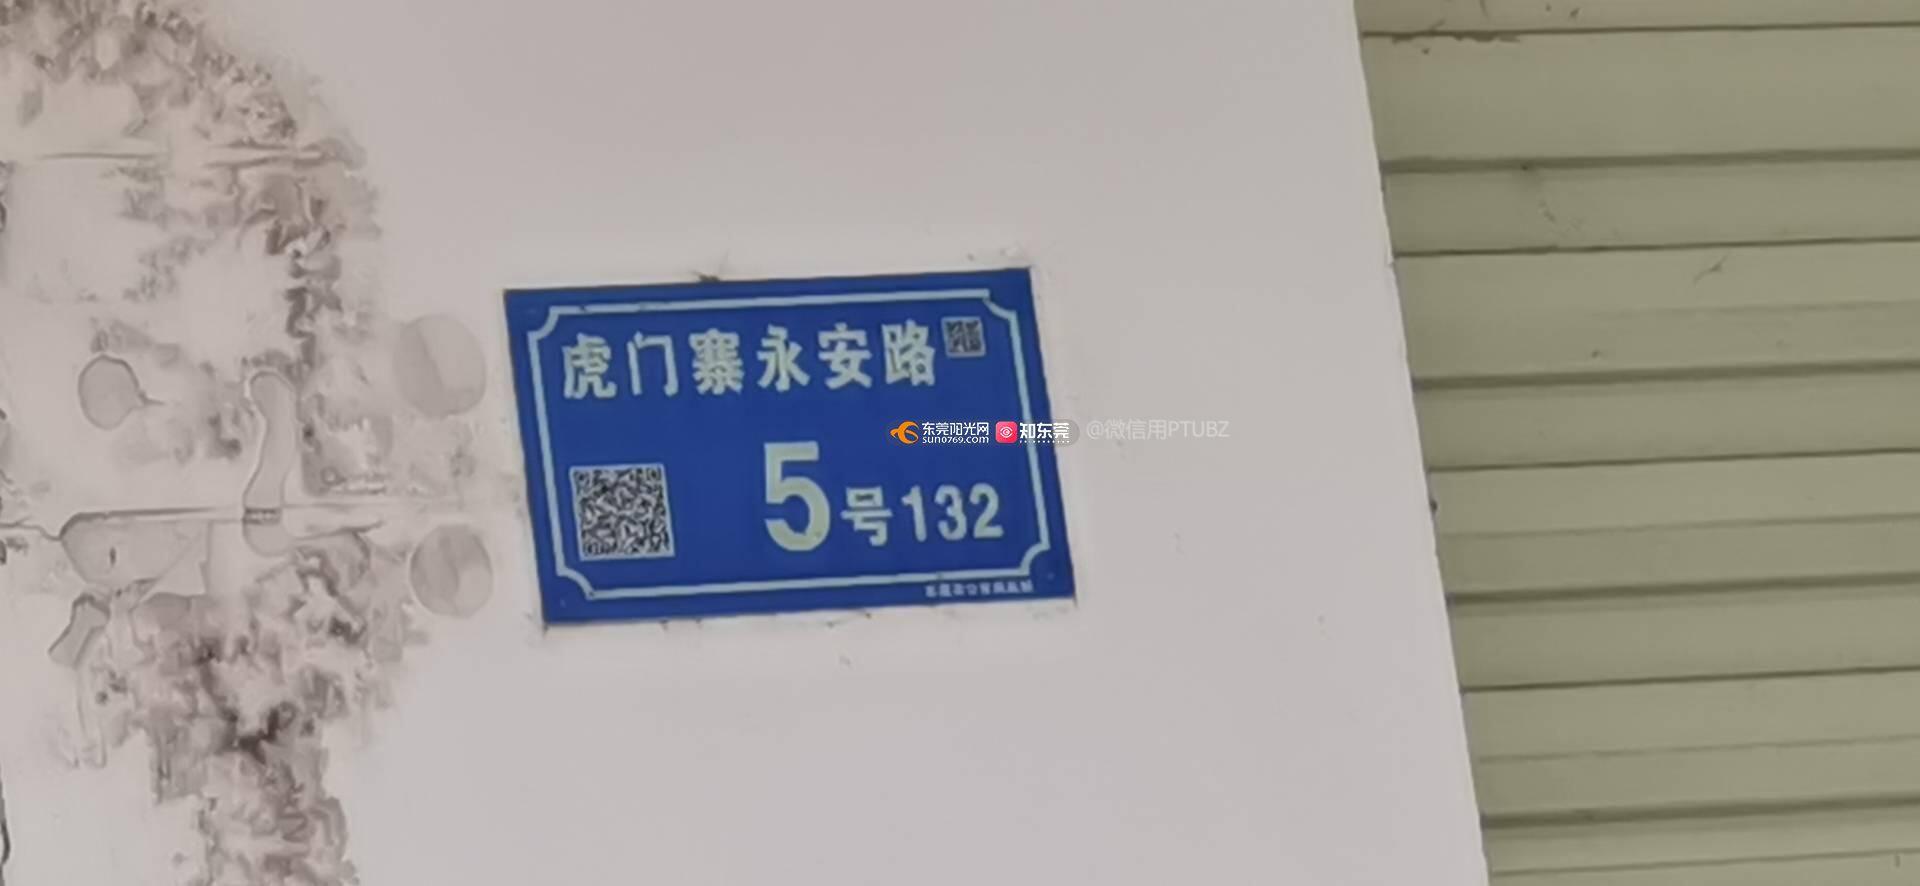 虎门寨永安路
东莞阳光网 知东莞 @微信用PTUBZ
sun0769.com
5号132